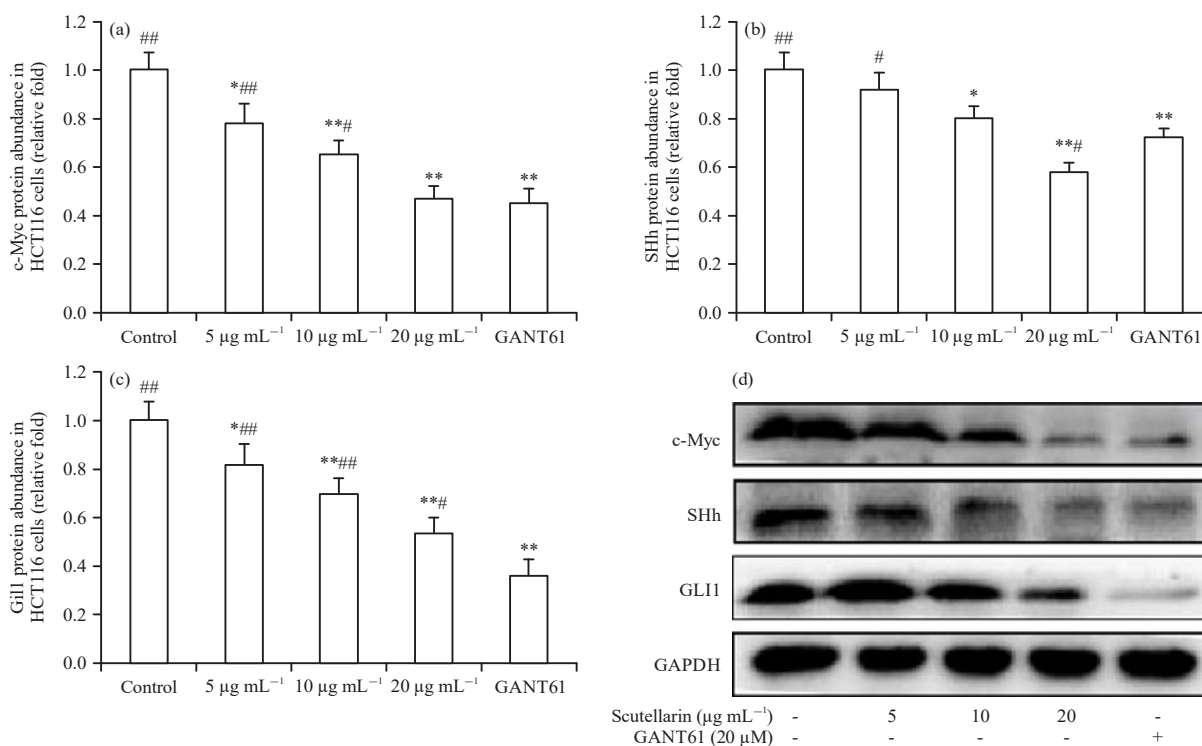 (a)
c-Myc protein abundance in
HCT116 cells (relative fold)
1.2
1.0
0.8
0.6
0.4
0.2
0.0
##
*##
**#
**
**
Control
5 µg mL⁻¹
10 µg mL⁻¹
20 µg mL⁻¹
GANT61
(b)
SHh protein abundance in
HCT116 cells (relative fold)
1.2
1.0
0.8
0.6
0.4
0.2
0.0
##
#
*
**#
**
Control
5 µg mL⁻¹
10 µg mL⁻¹
20 µg mL⁻¹
GANT61
(c)
Gil1 protein abundance in
HCT116 cells (relative fold)
1.2
1.0
0.8
0.6
0.4
0.2
0.0
##
*##
**##
**#
**
Control
5 µg mL⁻¹
10 µg mL⁻¹
20 µg mL⁻¹
GANT61
(d)
c-Myc
SHh
GLI1
GAPDH
Scutellarin (µg mL⁻¹) - 5 10 20 -
GANT61 (20 µM) - - - - +